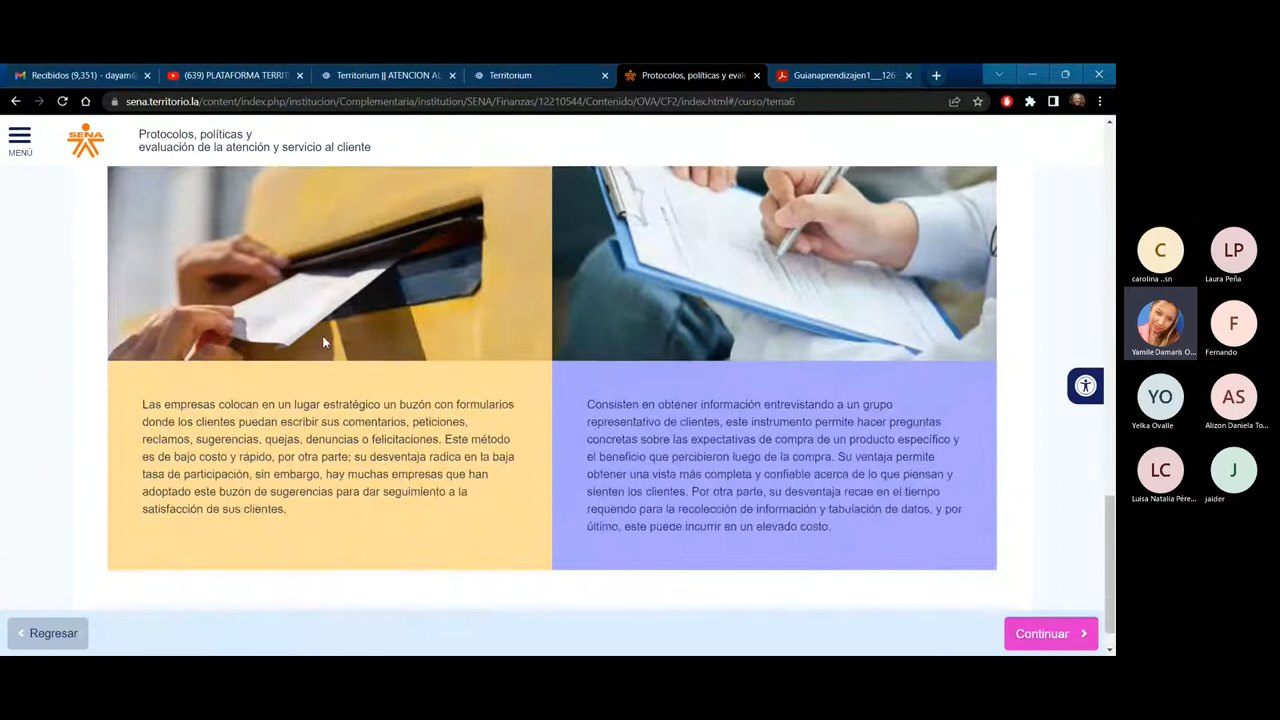 Recibidos (9,351) - dayam@
(639) PLATAFORMA TERRIT
Territorium || ATENCION AL
Territorium
Protocolos, políticas y eval
Guianaprendizajen1___126
sena.territorio.la/content/index.php/institucion/Complementaria/institution/SENA/Finanzas/12210544/Contenido/OVA/CF2/index.html#/curso/tema6
MENÚ
SENA
Protocolos, políticas y
evaluación de la atención y servicio al cliente
Las empresas colocan en un lugar estratégico un buzón con formularios
donde los clientes puedan escribir sus comentarios, peticiones,
reclamos, sugerencias, quejas, denuncias o felicitaciones. Este método
es de bajo costo y rápido, por otra parte; su desventaja radica en la baja
tasa de participación, sin embargo, hay muchas empresas que han
adoptado este buzón de sugerencias para dar seguimiento a la
satisfacción de sus clientes.
Consisten en obtener información entrevistando a un grupo
representativo de clientes, este instrumento permite hacer preguntas
concretas sobre las expectativas de compra de un producto específico y
el beneficio que percibieron luego de la compra. Su ventaja permite
obtener una vista más completa y confiable acerca de lo que piensan y
sienten los clientes. Por otra parte, su desventaja recae en el tiempo
requerido para la recolección de información y tabulación de datos, y por
último, este puede incurrir en un elevado costo.
Regresar
Continuar
C
carolina ..sn
LP
Laura Peña
Yamile Damaris O...
F
Fernando
YO
Yelka Ovalle
AS
Alizon Daniela To...
LC
Luisa Natalia Pére...
J
jaider